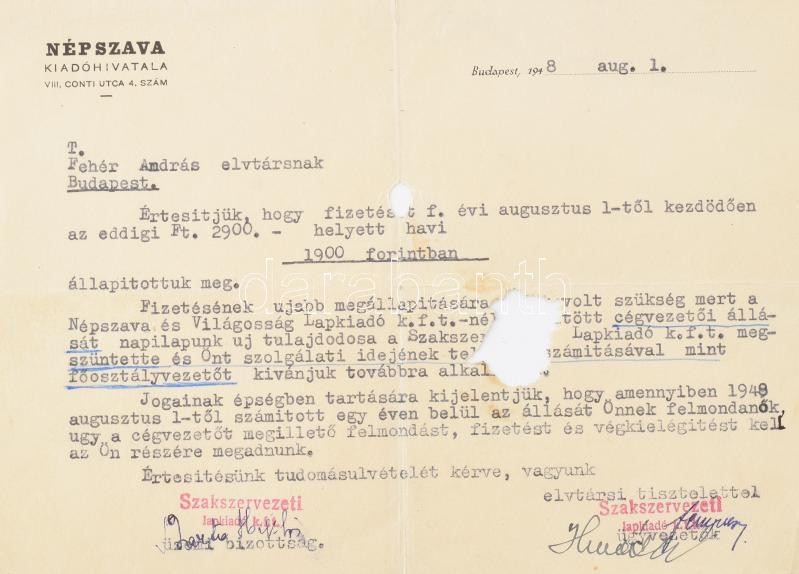 NÉPSZAVA
KIADÓHIVATALA
VIII, CONTI UTCA 4. SZÁM
Budapest, 1948 aug. 1.
T.
Fehér András elvtársnak
Budapest.
Értesitjük, hogy fizetését f. évi augusztus 1-től kezdődően
az eddigi Ft. 2900.- helyett havi
1900 forintban
állapitottuk meg.
Fizetésének ujabb megállapitására volt szükség mert a
Népszava és Világosság Lapkiadó k.f.t.-nél cégvezetői állá-
sát napilapunk uj tulajdodosa a Lapkiadó k.f.t. meg-
szüntette és Önt szolgálati idejének mint
főosztályvezetőt kivánjuk továbbra
Jogainak épségben tartására kijelentjük, hogy amennyiben 1948
augusztus 1-től számitott egy éven belül az állását Önnek felmondanók,
ugy a cégvezetőt megillető felmondást, fizetést és végkielégitést kell
az Ön részére megadnunk.
Értesitésünk tudomásulvételét kérve, vagyunk
elvtársi tisztelettel
Szakszervezeti
lapkiadó k.f.t.
üzemi bizottság.
Szakszervezeti
lapkiadó
ügyvezetők
darabanth